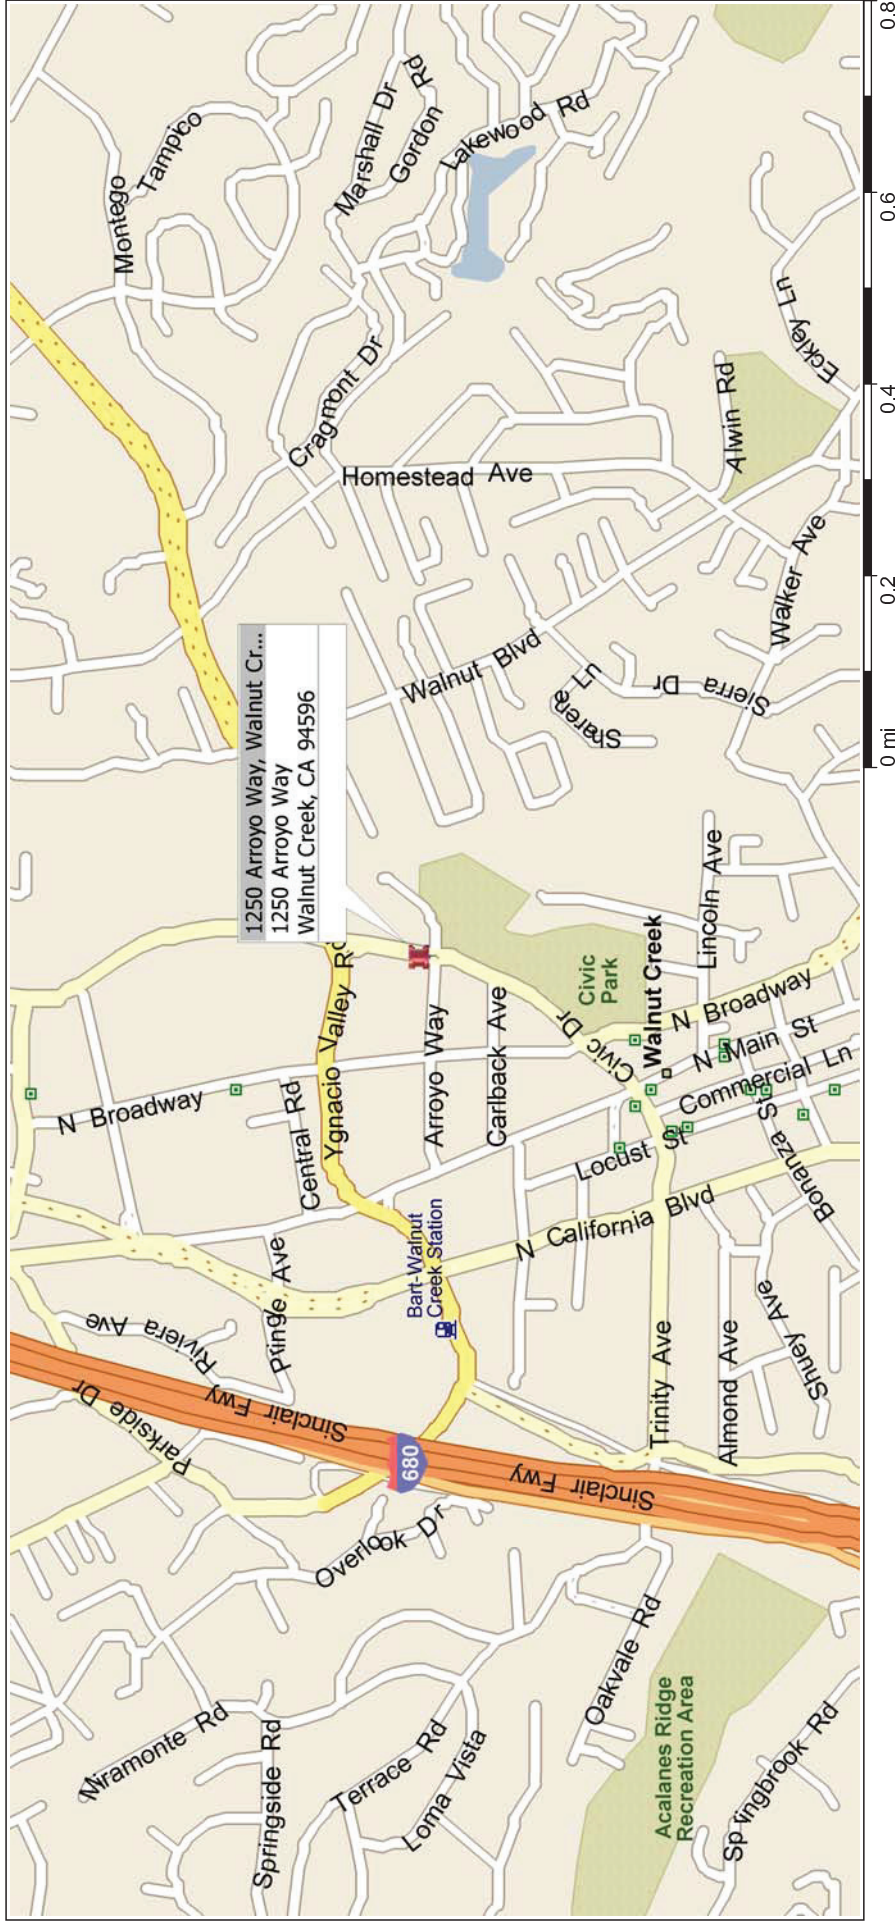 1250 Arroyo Way, Walnut Cr...
1250 Arroyo Way
Walnut Creek, CA 94596
Miramonte Rd
Springside Rd
Terrace Rd
Loma Vista
Acalanes Ridge
Recreation Area
Springbrook Rd
Oakvale Rd
Overlook Dr
Parkside Dr
Riviera Ave
Sinclair Fwy
680
Sinclair Fwy
Pringe Ave
Bart-Walnut
Creek Station
Trinity Ave
Almond Ave
Shuey Ave
N Broadway
Central Rd
Ygnacio Valley Rd
Arroyo Way
Carlback Ave
N California Blvd
Locust St
Bonanza St
Commercial Ln
N Main St
N Broadway
Civic Dr
Civic
Park
Walnut Creek
Lincoln Ave
Walnut Blvd
Sharene Ln
Sierra Dr
Walker Ave
Homestead Ave
Alwin Rd
Eckley Ln
Cragmont Dr
Montego
Tampico
Marshall Dr
Gordon Rd
Lakewood Rd
0 mi
0.2
0.4
0.6
0.8